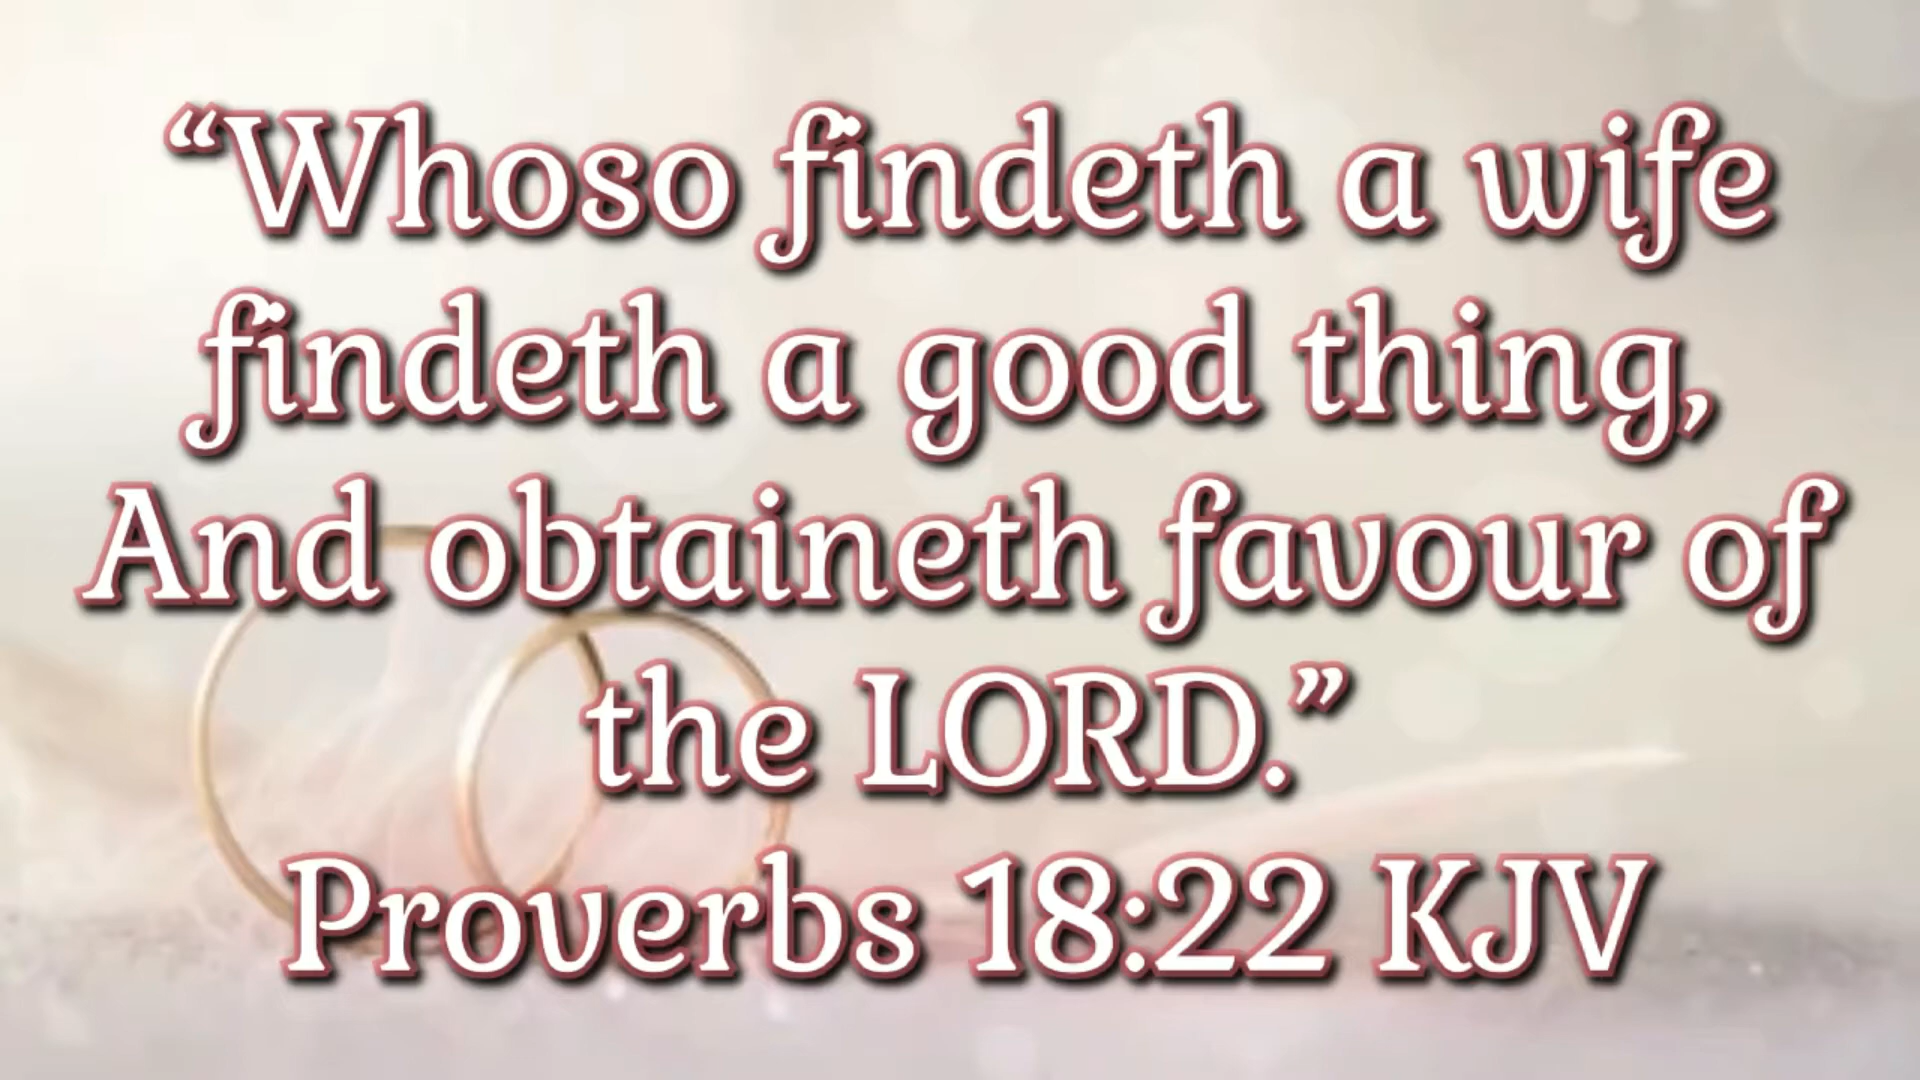 “Whoso findeth a wife
findeth a good thing,
And obtaineth favour of
the LORD.”
Proverbs 18:22 KJV